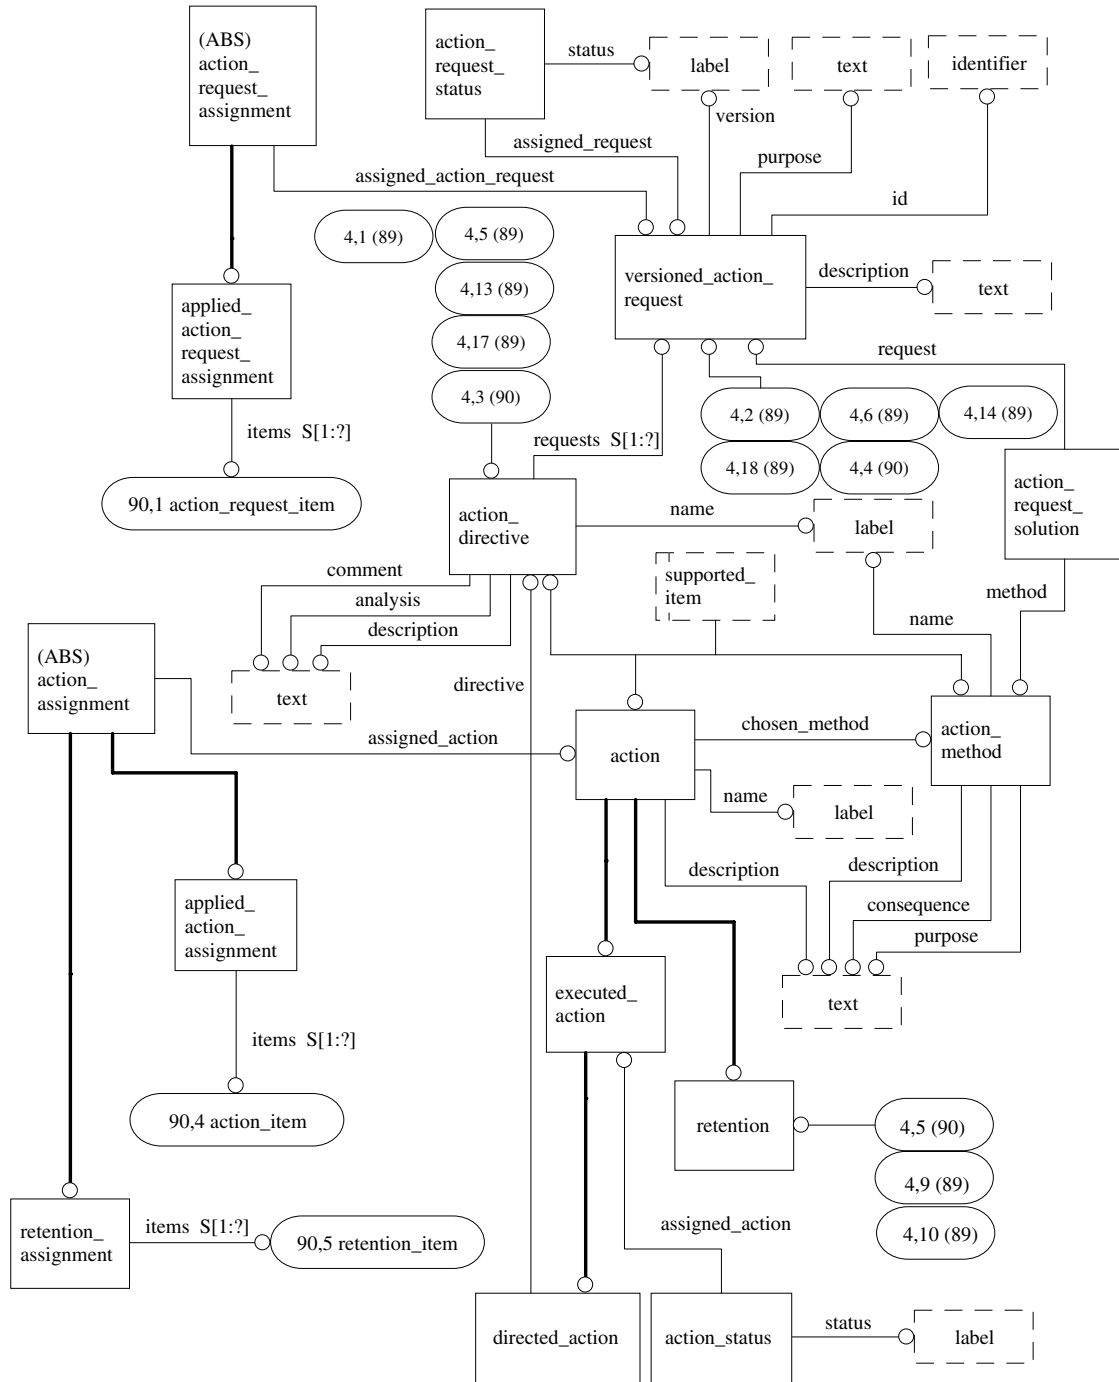 (ABS)
action_
request_
assignment
action_
request_
status
status
label
text
identifier
version
assigned_request
purpose
assigned_action_request
id
4,1 (89)
4,5 (89)
4,13 (89)
4,17 (89)
4,3 (90)
versioned_action_
request
description
text
applied_
action_
request_
assignment
request
4,2 (89)
4,6 (89)
4,14 (89)
4,18 (89)
4,4 (90)
items S[1:?]
requests S[1:?]
90,1 action_request_item
action_
directive
name
label
action_
request_
solution
supported_
item
comment
analysis
description
method
name
text
(ABS)
action_
assignment
directive
assigned_action
action
chosen_method
action_
method
name
label
description
description
consequence
purpose
applied_
action_
assignment
executed_
action
text
items S[1:?]
90,4 action_item
retention
4,5 (90)
4,9 (89)
4,10 (89)
retention_
assignment
items S[1:?]
90,5 retention_item
assigned_action
directed_action
action_status
status
label